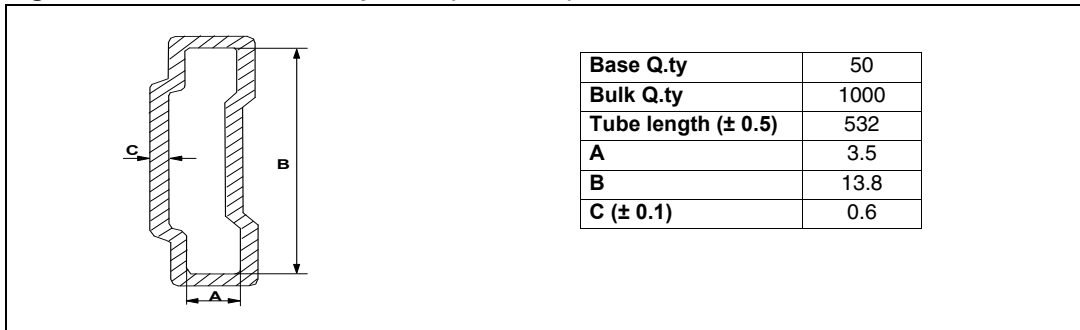 C
B
A
Base Q.ty 50
Bulk Q.ty 1000
Tube length (± 0.5) 532
A 3.5
B 13.8
C (± 0.1) 0.6